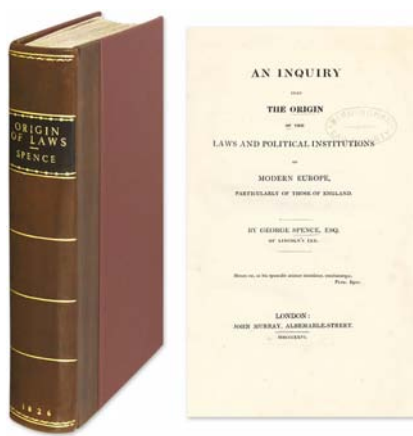 ORIGIN
OF LAWS
SPENCE
1826
AN INQUIRY
INTO
THE ORIGIN
OF THE
LAWS AND POLITICAL INSTITUTIONS
OF
MODERN EUROPE,
PARTICULARLY OF THOSE OF ENGLAND.
BY GEORGE SPENCE, ESQ.
OF LINCOLN'S INN.
LONDON:
JOHN MURRAY, ALBEMARLE-STREET.
MDCCCXXVI.